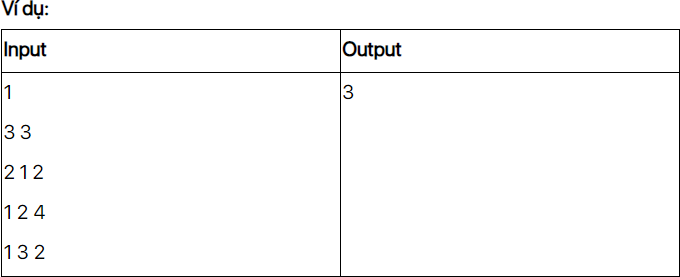 Ví dụ:
Input Output
1 3
3 3
2 1 2
1 2 4
1 3 2